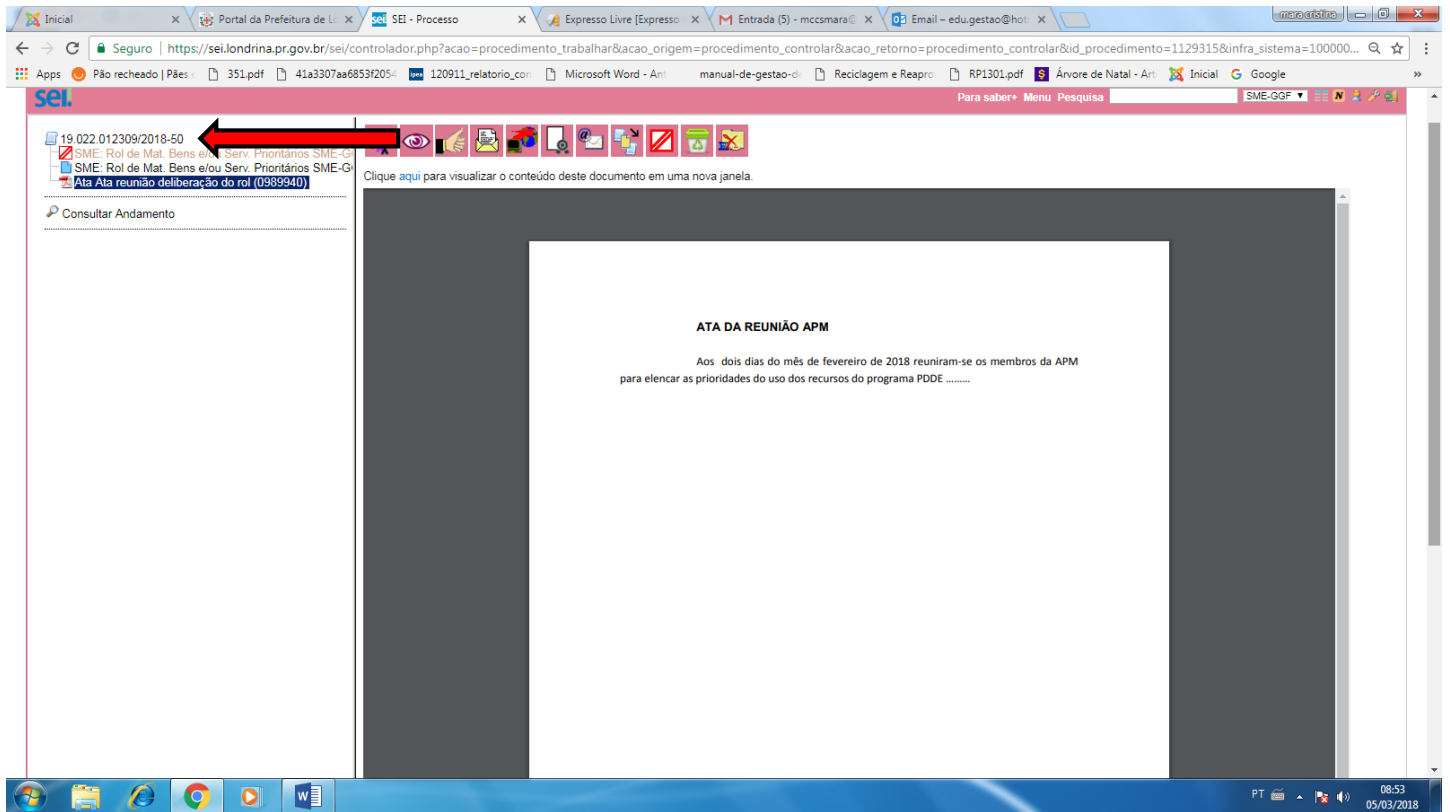 Inicial
Portal da Prefeitura de Lo
sei. SEI - Processo
Expresso Livre [Expresso
Entrada (5) - mccsmara@
Email – edu.gestao@hot
mara cristina
Seguro | https://sei.londrina.pr.gov.br/sei/controlador.php?acao=procedimento_trabalhar&acao_origem=procedimento_controlar&acao_retorno=procedimento_controlar&id_procedimento=1129315&infra_sistema=100000...
Apps
Pão recheado | Pães
351.pdf
41a3307aa6853f2054
ipea 120911_relatorio_con
Microsoft Word - Ant
manual-de-gestao-d
Reciclagem e Reapro
RP1301.pdf
Árvore de Natal - Art
Inicial
Google
»
sei.
Para saber+ Menu Pesquisa
SME-GGF
19.022.012309/2018-50
SME: Rol de Mat. Bens e/ou Serv. Prioritários SME-G
SME: Rol de Mat. Bens e/ou Serv. Prioritários SME-G
Ata Ata reunião deliberação do rol (0989940)
Consultar Andamento
Clique aqui para visualizar o conteúdo deste documento em uma nova janela.
ATA DA REUNIÃO APM
Aos dois dias do mês de fevereiro de 2018 reuniram-se os membros da APM
para elencar as prioridades do uso dos recursos do programa PDDE .........
PT
08:53
05/03/2018